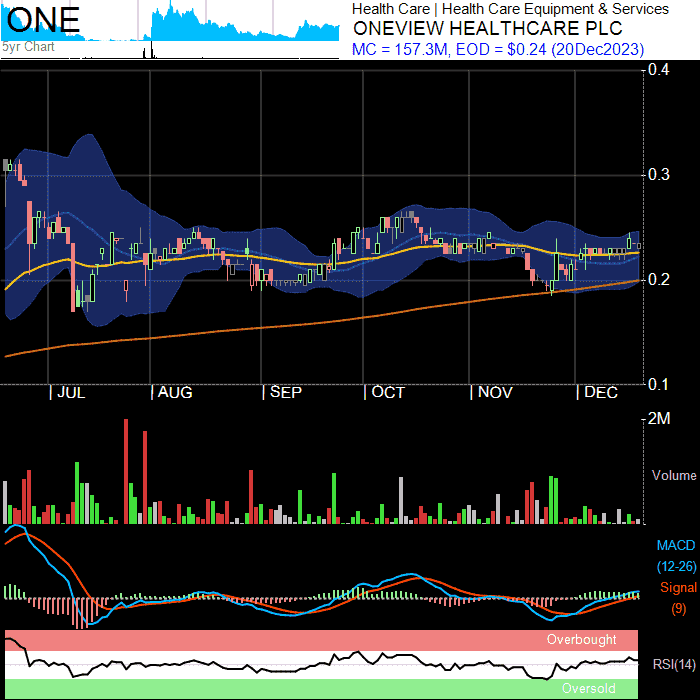 ONE
5yr Chart
Health Care | Health Care Equipment & Services
ONEVIEW HEALTHCARE PLC
MC = 157.3M, EOD = $0.24 (20Dec2023)
0.4
0.3
0.2
0.1
| JUL | AUG | SEP | OCT | NOV | DEC
2M
Volume
MACD
(12-26)
Signal
(9)
Overbought
RSI(14)
Oversold